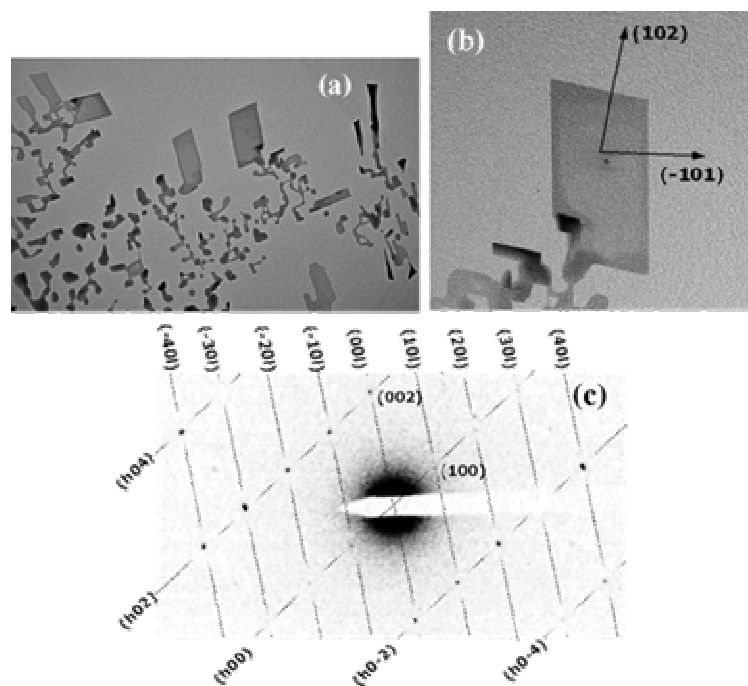 (a)
(b)
(102)
(-101)
(c)
(-40l)
(-30l)
(-20l)
(-10l)
(00l)
(10l)
(20l)
(30l)
(40l)
(002)
(100)
(h04)
(h02)
(h00)
(h0-2)
(h0-4)